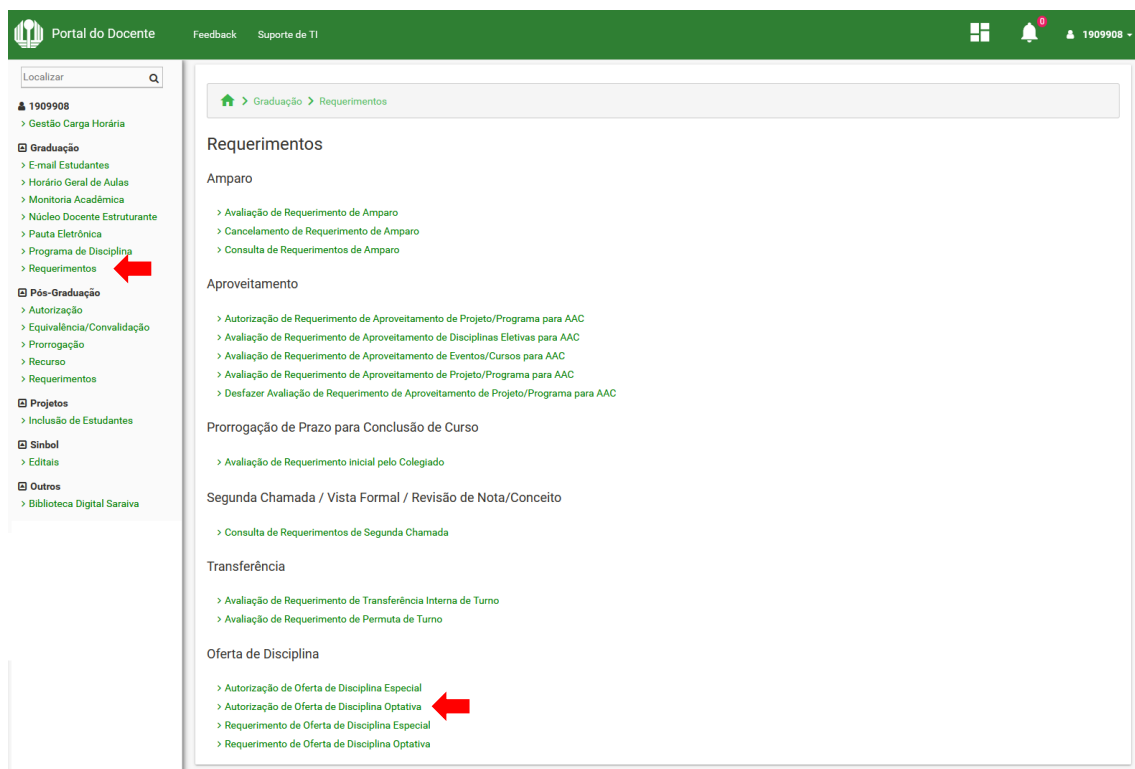 Portal do Docente
Feedback
Suporte de TI
0
1909908
Localizar
1909908
> Gestão Carga Horária
Graduação
> E-mail Estudantes
> Horário Geral de Aulas
> Monitoria Acadêmica
> Núcleo Docente Estruturante
> Pauta Eletrônica
> Programa de Disciplina
> Requerimentos
Pós-Graduação
> Autorização
> Equivalência/Convalidação
> Prorrogação
> Recurso
> Requerimentos
Projetos
> Inclusão de Estudantes
Sinbol
> Editais
Outros
> Biblioteca Digital Saraiva
> Graduação > Requerimentos
Requerimentos
Amparo
> Avaliação de Requerimento de Amparo
> Cancelamento de Requerimento de Amparo
> Consulta de Requerimentos de Amparo
Aproveitamento
> Autorização de Requerimento de Aproveitamento de Projeto/Programa para AAC
> Avaliação de Requerimento de Aproveitamento de Disciplinas Eletivas para AAC
> Avaliação de Requerimento de Aproveitamento de Eventos/Cursos para AAC
> Avaliação de Requerimento de Aproveitamento de Projeto/Programa para AAC
> Desfazer Avaliação de Requerimento de Aproveitamento de Projeto/Programa para AAC
Prorrogação de Prazo para Conclusão de Curso
> Avaliação de Requerimento inicial pelo Colegiado
Segunda Chamada / Vista Formal / Revisão de Nota/Conceito
> Consulta de Requerimentos de Segunda Chamada
Transferência
> Avaliação de Requerimento de Transferência Interna de Turno
> Avaliação de Requerimento de Permuta de Turno
Oferta de Disciplina
> Autorização de Oferta de Disciplina Especial
> Autorização de Oferta de Disciplina Optativa
> Requerimento de Oferta de Disciplina Especial
> Requerimento de Oferta de Disciplina Optativa